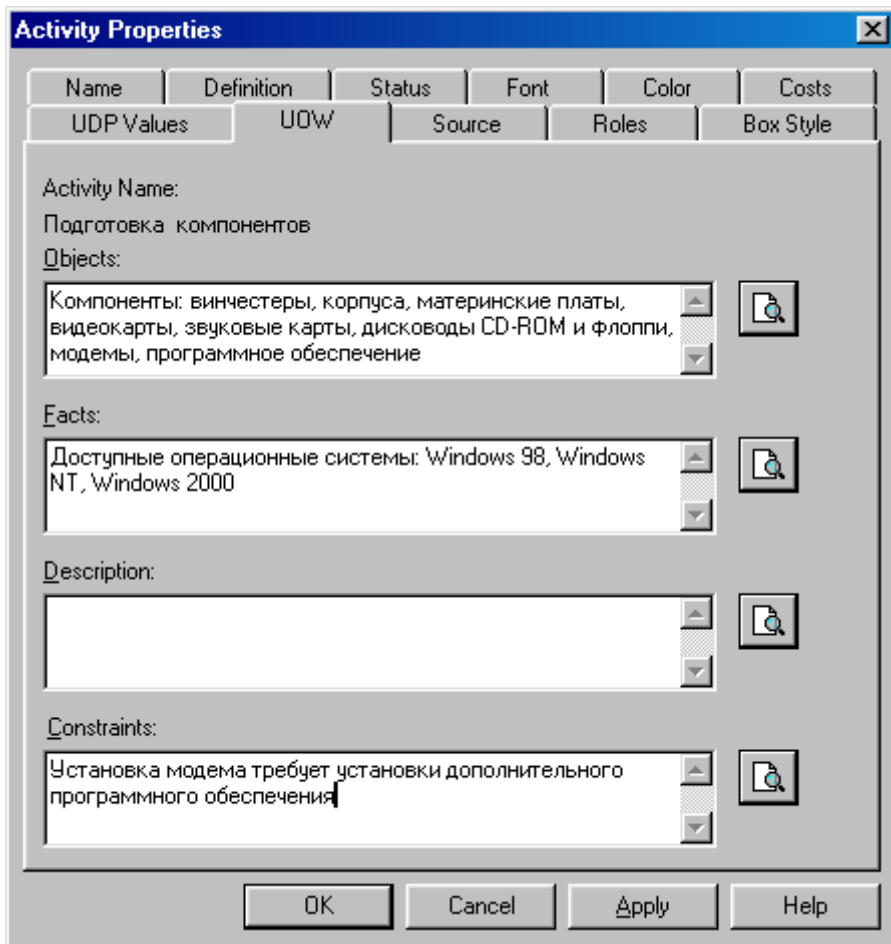 Activity Properties
Name Definition Status Font Color Costs
UDP Values UOW Source Roles Box Style
Activity Name:
Подготовка компонентов
Objects:
Компоненты: винчестеры, корпуса, материнские платы,
видеокарты, звуковые карты, дисководы CD-ROM и флоппи,
модемы, программное обеспечение
Facts:
Доступные операционные системы: Windows 98, Windows
NT, Windows 2000
Description:
Constraints:
Установка модема требует установки дополнительного
программного обеспечения
OK Cancel Apply Help